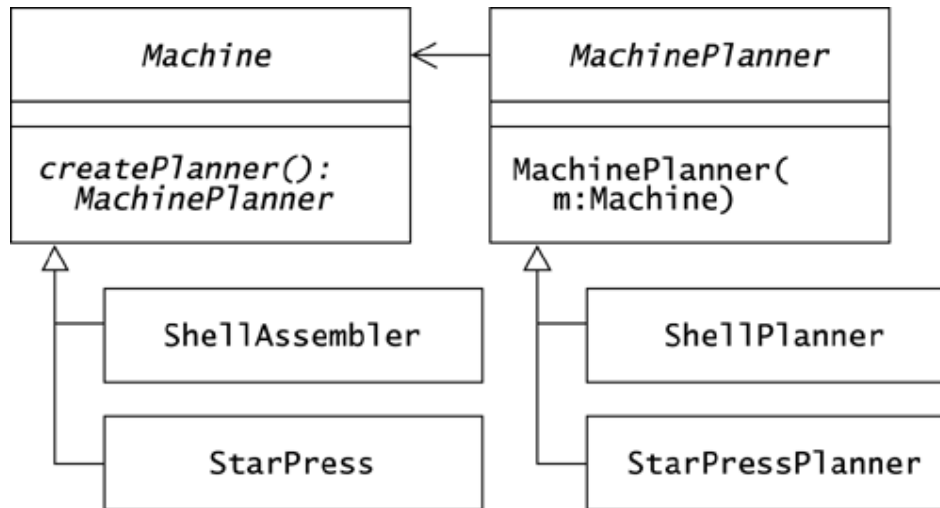 Machine
MachinePlanner
createPlanner():
MachinePlanner
MachinePlanner(
m:Machine)
ShellAssembler
ShellPlanner
StarPress
StarPressPlanner